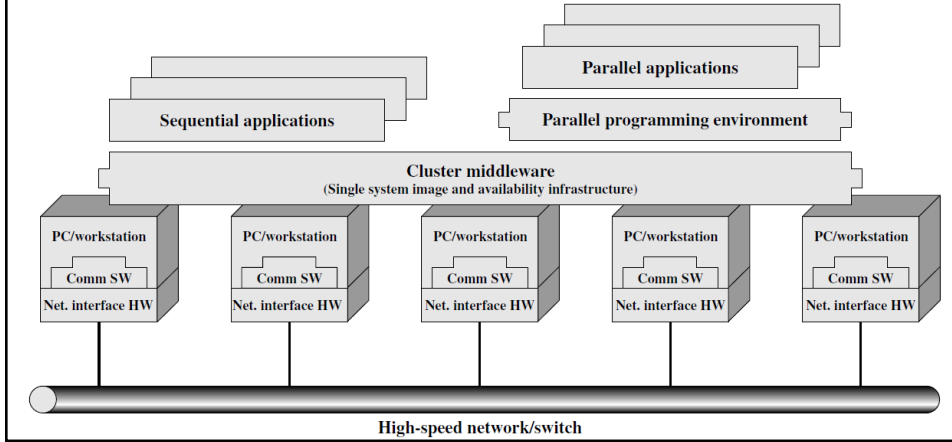 Parallel applications
Sequential applications
Parallel programming environment
Cluster middleware
(Single system image and availability infrastructure)
PC/workstation
Comm SW
Net. interface HW
PC/workstation
Comm SW
Net. interface HW
PC/workstation
Comm SW
Net. interface HW
PC/workstation
Comm SW
Net. interface HW
PC/workstation
Comm SW
Net. interface HW
High-speed network/switch